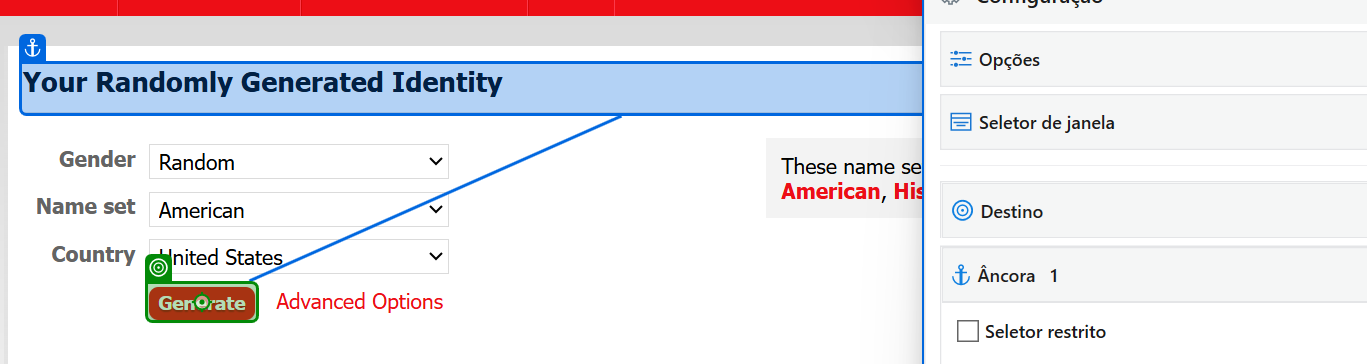 Configuração
Your Randomly Generated Identity
Opções
Seletor de janela
Gender Random
These name se
American, His
Name set American
Destino
Country United States
Âncora 1
Generate Advanced Options
Seletor restrito